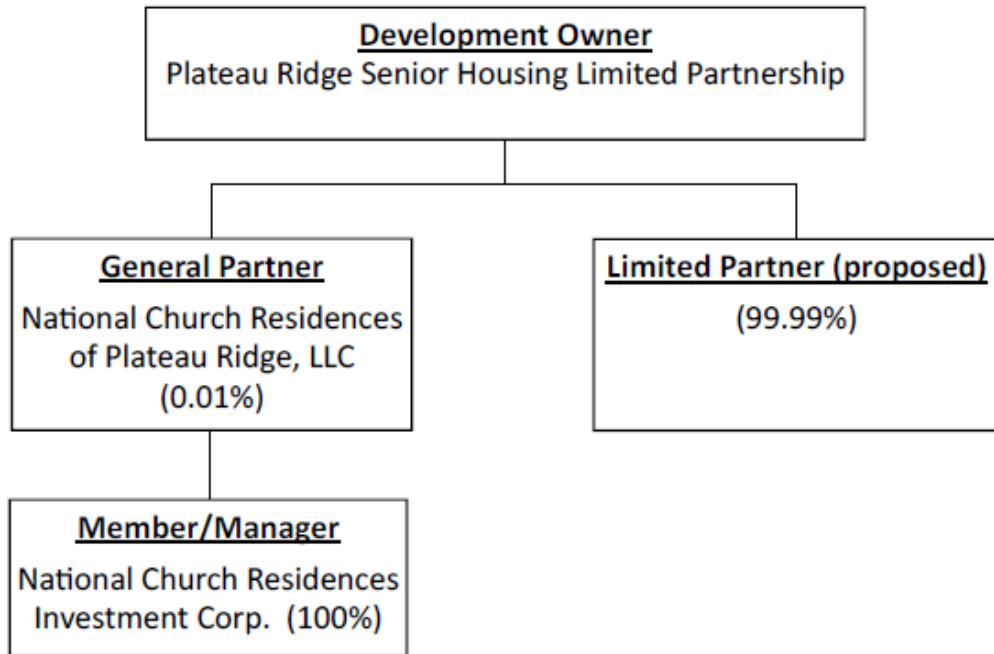 Development Owner
Plateau Ridge Senior Housing Limited Partnership
General Partner
National Church Residences
of Plateau Ridge, LLC
(0.01%)
Limited Partner (proposed)
(99.99%)
Member/Manager
National Church Residences
Investment Corp. (100%)